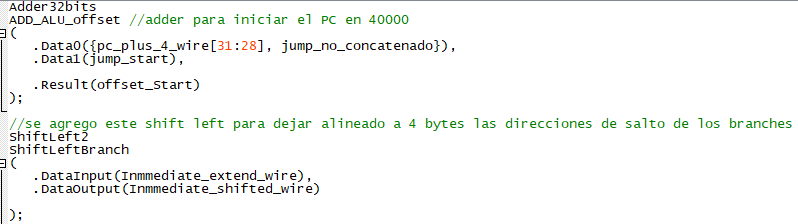 Adder32bits
ADD_ALU_offset //adder para iniciar el PC en 40000
(
.Data0({pc_plus_4_wire[31:28], jump_no_concatenado}),
.Data1(jump_start),
.Result(offset_Start)
);
//se agrego este shift left para dejar alineado a 4 bytes las direcciones de salto de los branches
ShiftLeft2
ShiftLeftBranch
(
.DataInput(Inmmediate_extend_wire),
.DataOutput(Inmmediate_shifted_wire)
);